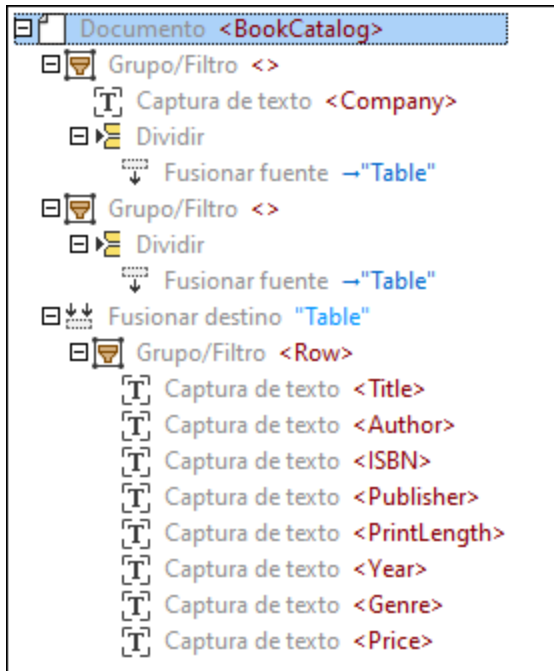 Documento <BookCatalog>
Grupo/Filtro <>
Captura de texto <Company>
Dividir
Fusionar fuente →"Table"
Grupo/Filtro <>
Dividir
Fusionar fuente →"Table"
Fusionar destino "Table"
Grupo/Filtro <Row>
Captura de texto <Title>
Captura de texto <Author>
Captura de texto <ISBN>
Captura de texto <Publisher>
Captura de texto <PrintLength>
Captura de texto <Year>
Captura de texto <Genre>
Captura de texto <Price>